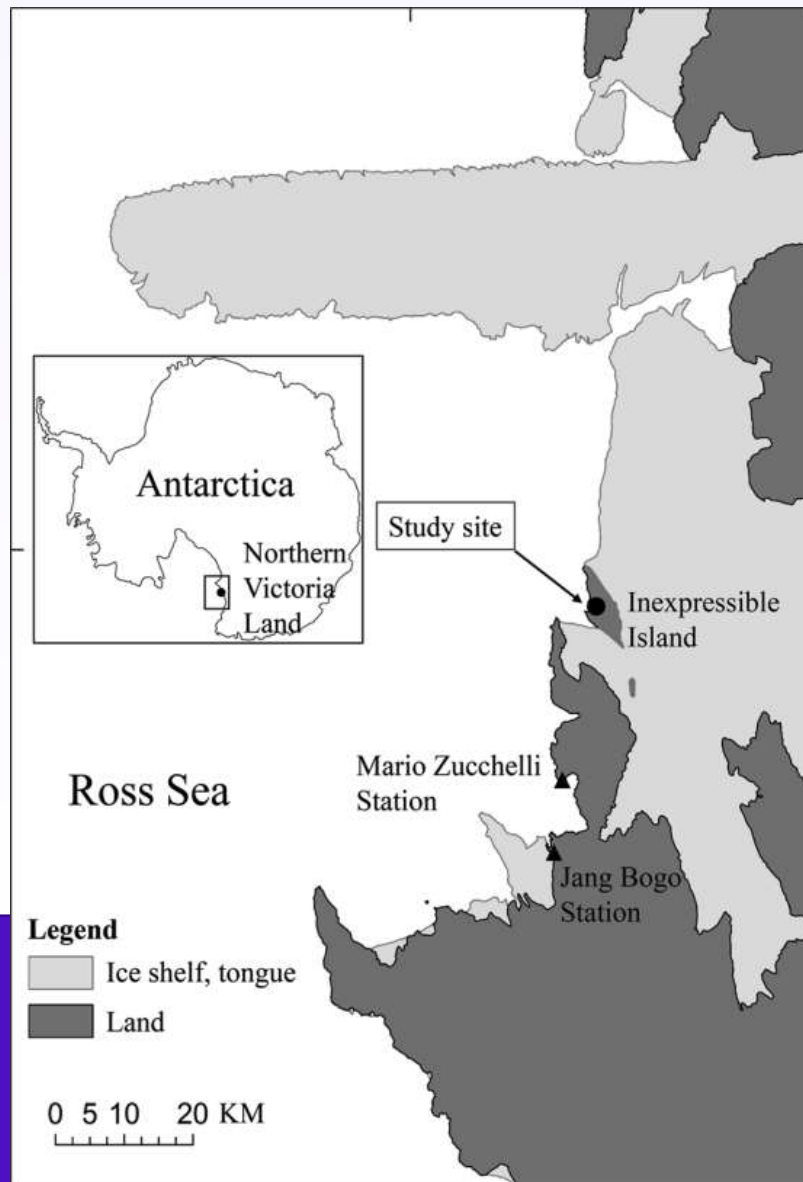 Antarctica
Northern
Victoria
Land
Study site
Inexpressible
Island
Mario Zucchelli
Station
Ross Sea
Jang Bogo
Station
Legend
Ice shelf, tongue
Land
0 5 10 20 KM